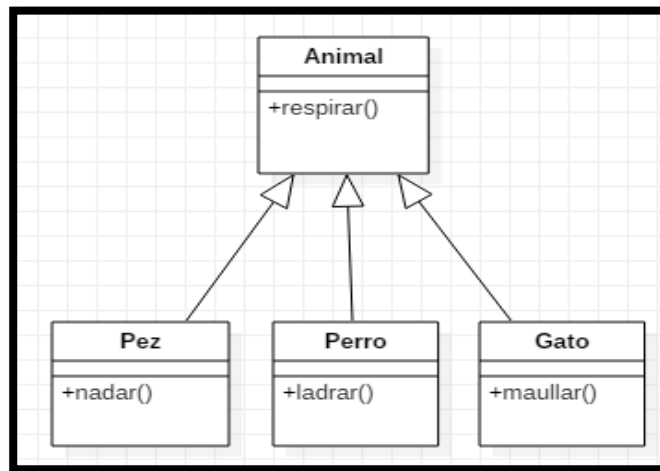 Animal
+respirar()
Pez
+nadar()
Perro
+ladrar()
Gato
+maullar()